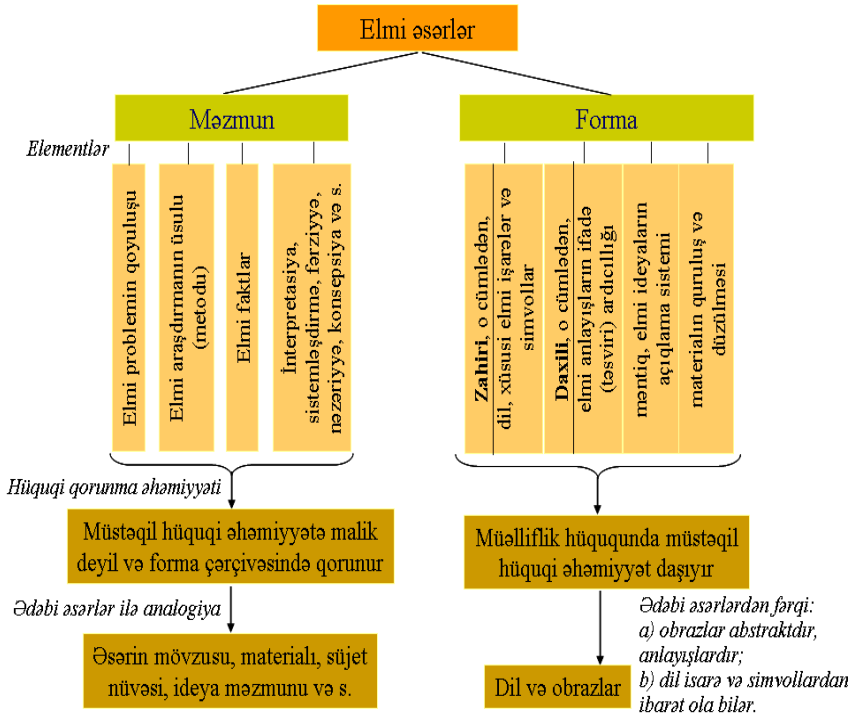 Elmi əsərlər
Məzmun
Forma
Elementlər
Elmi problemin qoyuluşu
Elmi araşdırmanın üsulu
(metodu)
Elmi faktlar
İnterpretasiya,
sistemləşdirmə, fərziyyə,
nəzəriyyə, konsepsiya və s.
Zahiri, o cümlədən,
dil, xüsusi elmi işarələr və
simvollar
Daxili, o cümlədən,
elmi anlayışların ifadə
(təsviri) ardıcıllığı
məntiq, elmi ideyaların
açıqlama sistemi
materialın quruluş və
düzülməsi
Hüquqi qorunma əhəmiyyəti
Müstəqil hüquqi əhəmiyyətə malik
deyil və forma çərçivəsində qorunur
Müəlliflik hüququnda müstəqil
hüquqi əhəmiyyət daşıyır
Ədəbi əsərlər ilə analogiya
Əsərin mövzusu, materialı, süjet
nüvəsi, ideya məzmunu və s.
Dil və obrazlar
Ədəbi əsərlərdən fərqi:
a) obrazlar abstraktdır,
anlayışlardır;
b) dil isarə və simvollardan
ibarət ola bilər.